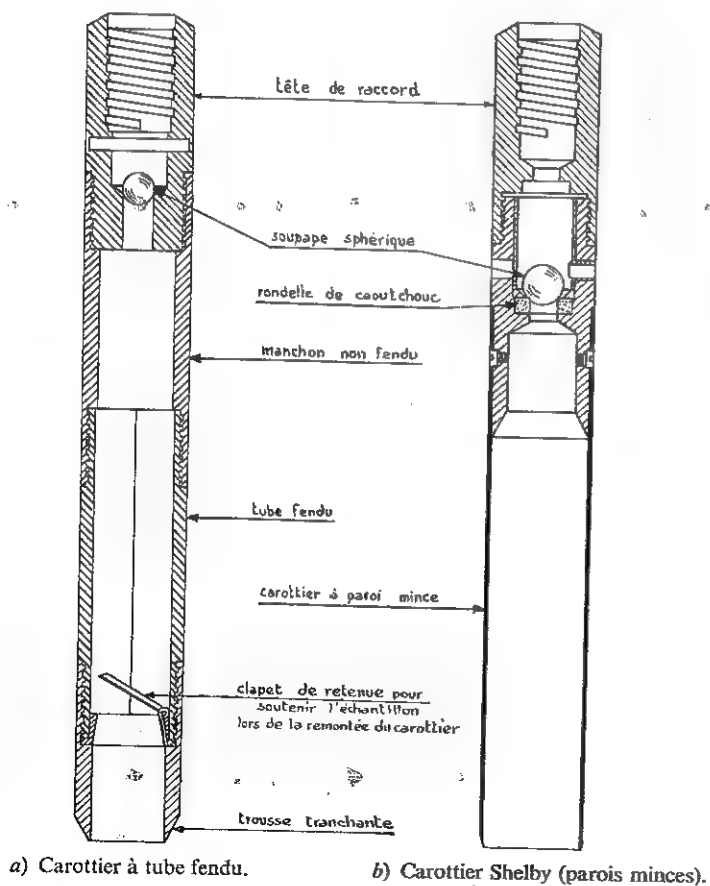 tête de raccord
soupape sphérique
rondelle de caoutchouc
manchon non fendu
tube fendu
carottier à paroi mince
clapet de retenue pour
soutenir l'échantillon
lors de la remontée du carottier
trousse tranchante
a) Carottier à tube fendu.
b) Carottier Shelby (parois minces).